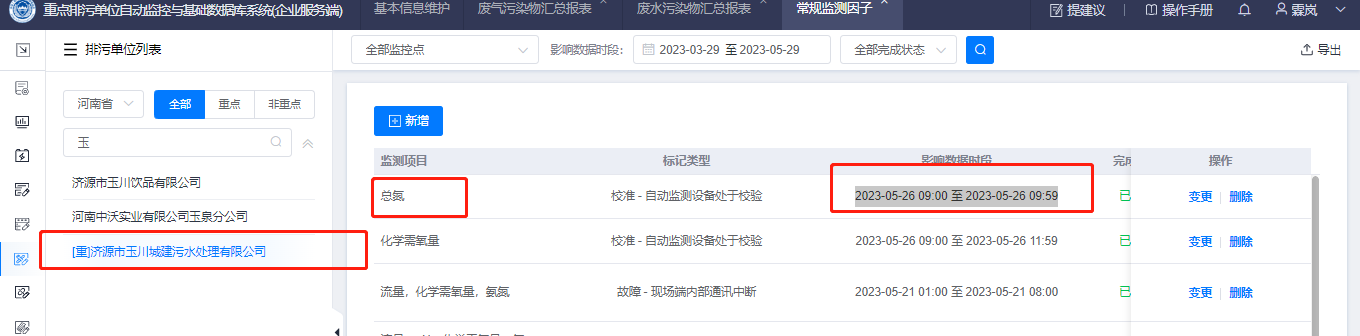 重点排污单位自动监控与基础数据库系统(企业服务端)
基本信息维护
废气污染物汇总报表
废水污染物汇总报表
常规监测因子
提建议
操作手册
霞岚
排污单位列表
全部监控点
影响数据时段:
2023-03-29 至 2023-05-29
全部完成状态
导出
河南省
全部
重点
非重点
玉
济源市玉川饮品有限公司
河南中沃实业有限公司玉泉分公司
[重]济源市玉川城建污水处理有限公司
新增
监测项目
标记类型
影响数据时段
完成
操作
总氮
校准 - 自动监测设备处于校验
2023-05-26 09:00 至 2023-05-26 09:59
已
变更
删除
化学需氧量
校准 - 自动监测设备处于校验
2023-05-26 09:00 至 2023-05-26 11:59
已
变更
删除
流量，化学需氧量，氨氮
故障 - 现场端内部通讯中断
2023-05-21 01:00 至 2023-05-21 08:00
已
变更
删除